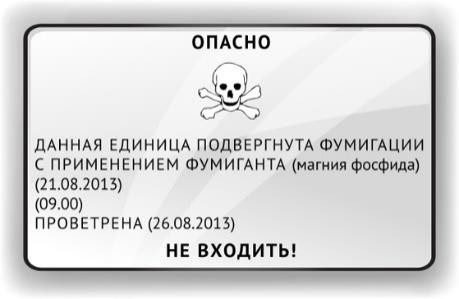 ОПАСНО
ДАННАЯ ЕДИНИЦА ПОДВЕРГНУТА ФУМИГАЦИИ
С ПРИМЕНЕНИЕМ ФУМИГАНТА (магния фосфида)
(21.08.2013)
(09.00)
ПРОВЕТРЕНА (26.08.2013)
НЕ ВХОДИТЬ!